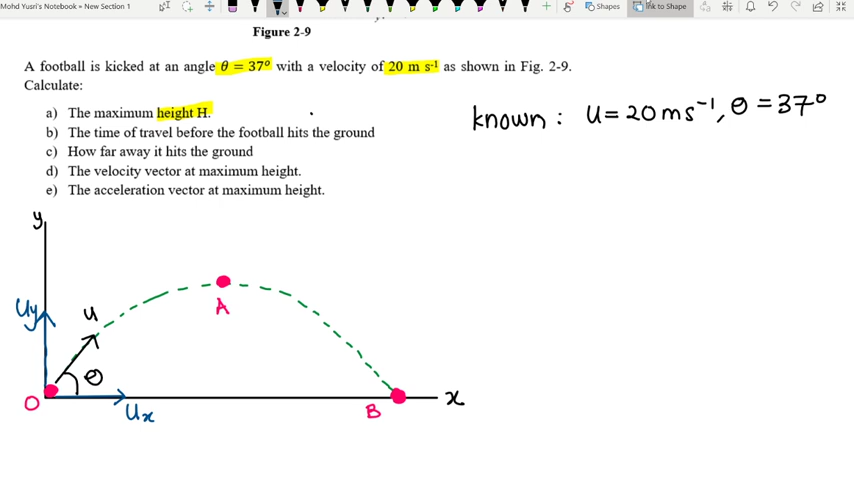 Mohd Yusri's Notebook » New Section 1
Shapes
Ink to Shape
Figure 2-9
A football is kicked at an angle θ = 37° with a velocity of 20 m s⁻¹ as shown in Fig. 2-9.
Calculate:
a) The maximum height H.
b) The time of travel before the football hits the ground
c) How far away it hits the ground
d) The velocity vector at maximum height.
e) The acceleration vector at maximum height.
known: u = 20 m s⁻¹, θ = 37°
y
uy
u
A
θ
O
ux
B
x